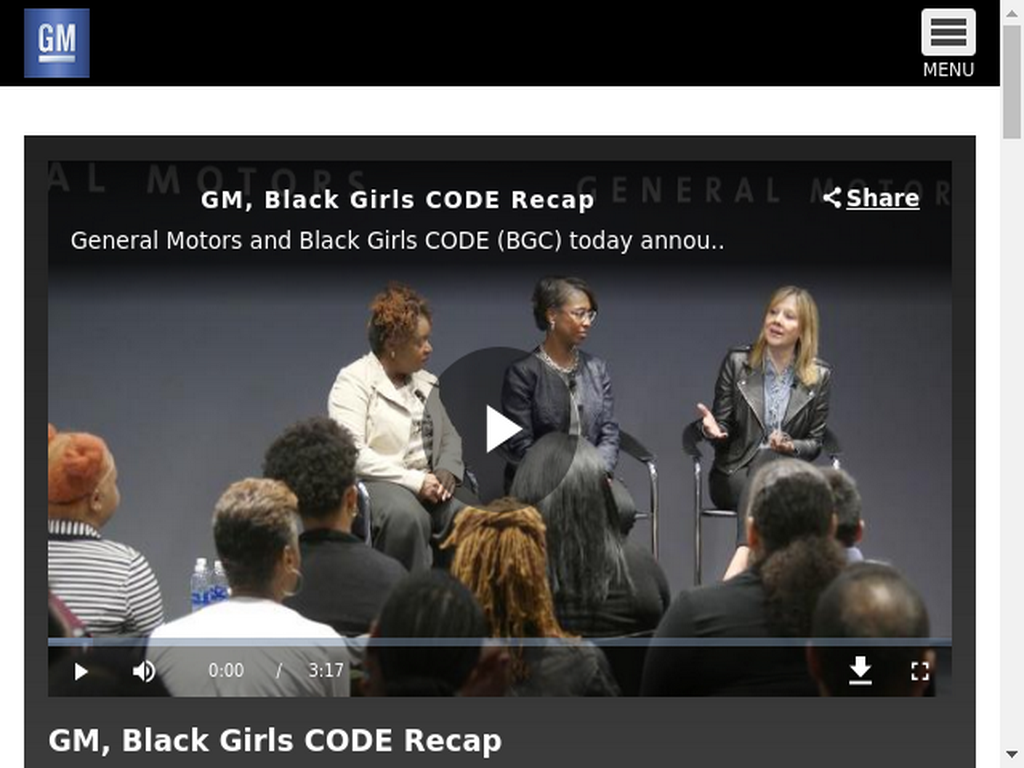 GM
MENU
AL MOTORS
GENERAL MOTOR
GM, Black Girls CODE Recap
Share
General Motors and Black Girls CODE (BGC) today annou..
0:00 / 3:17
GM, Black Girls CODE Recap